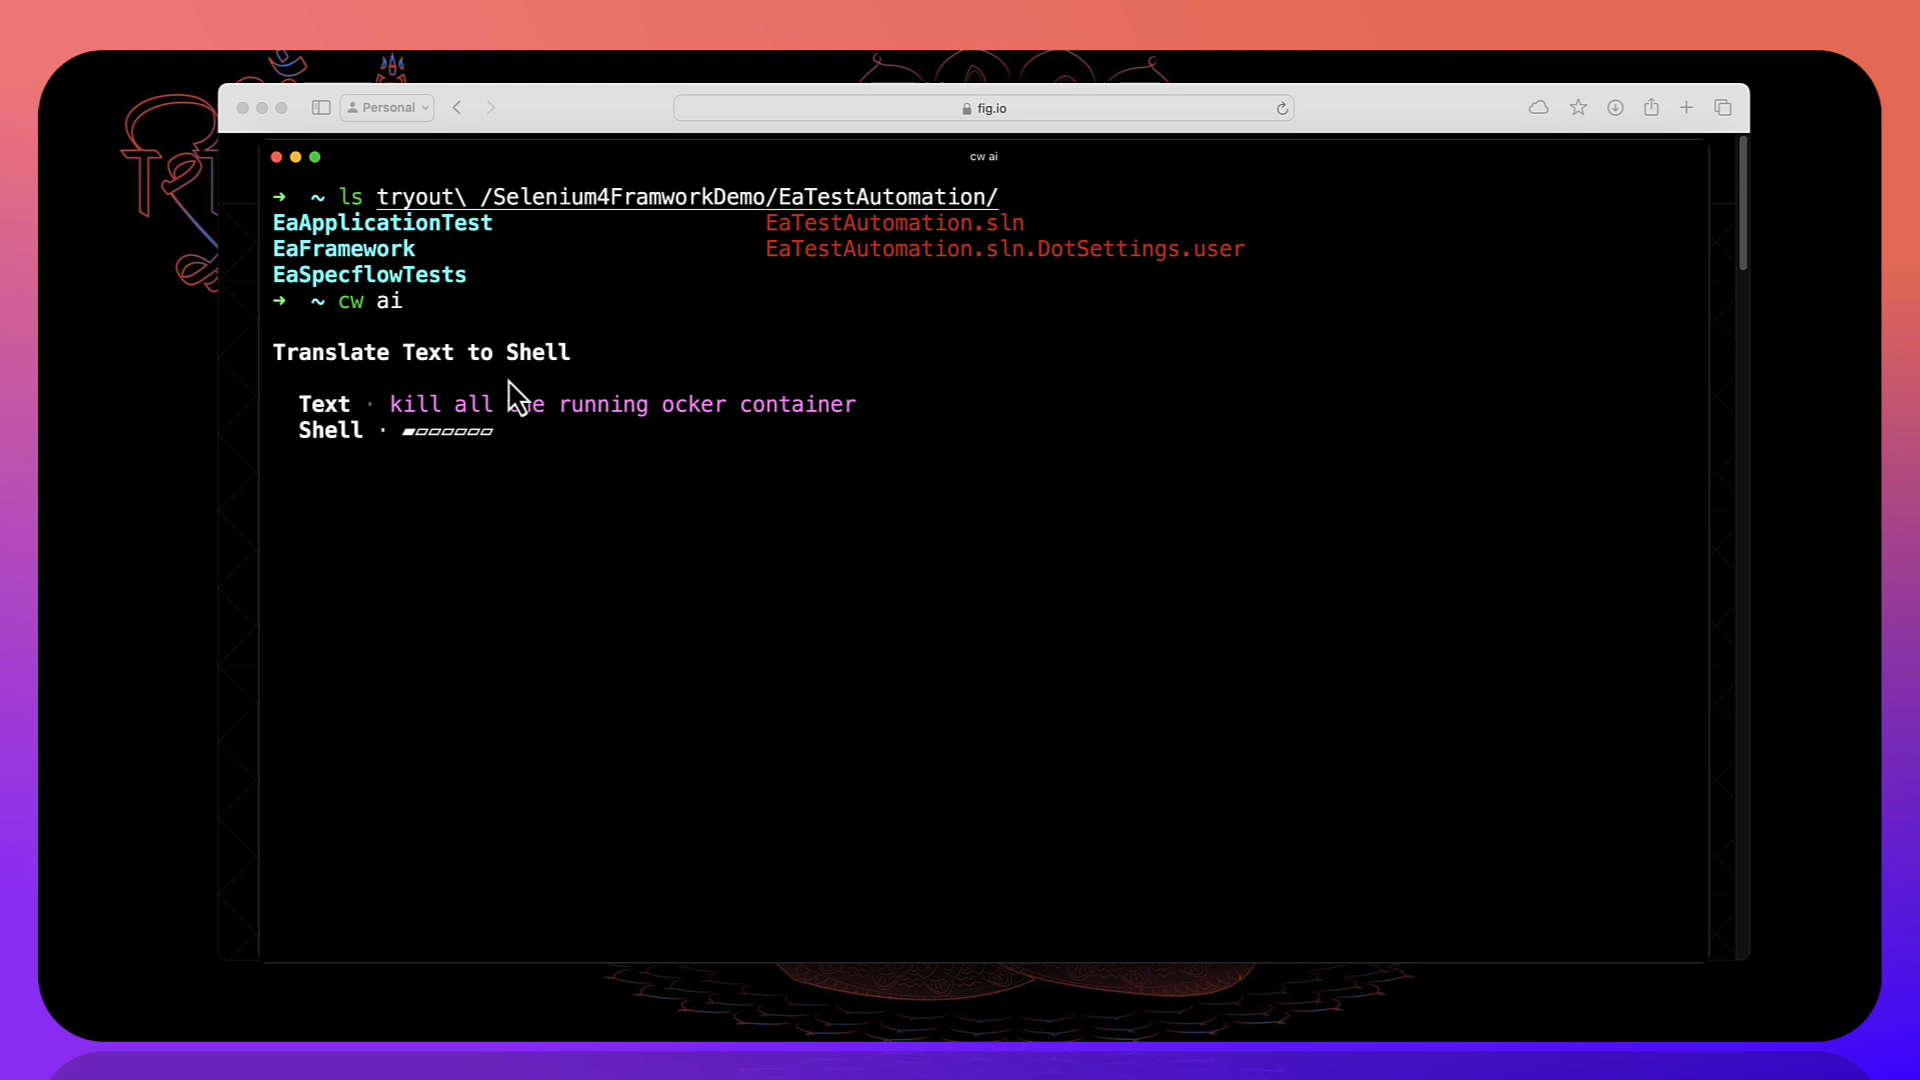 Personal
fig.io
cw ai
➜ ~ ls tryout\ /Selenium4FramworkDemo/EaTestAutomation/
EaApplicationTest EaTestAutomation.sln
EaFramework EaTestAutomation.sln.DotSettings.user
EaSpecflowTests
➜ ~ cw ai
Translate Text to Shell
Text · kill all running ocker container
Shell ·